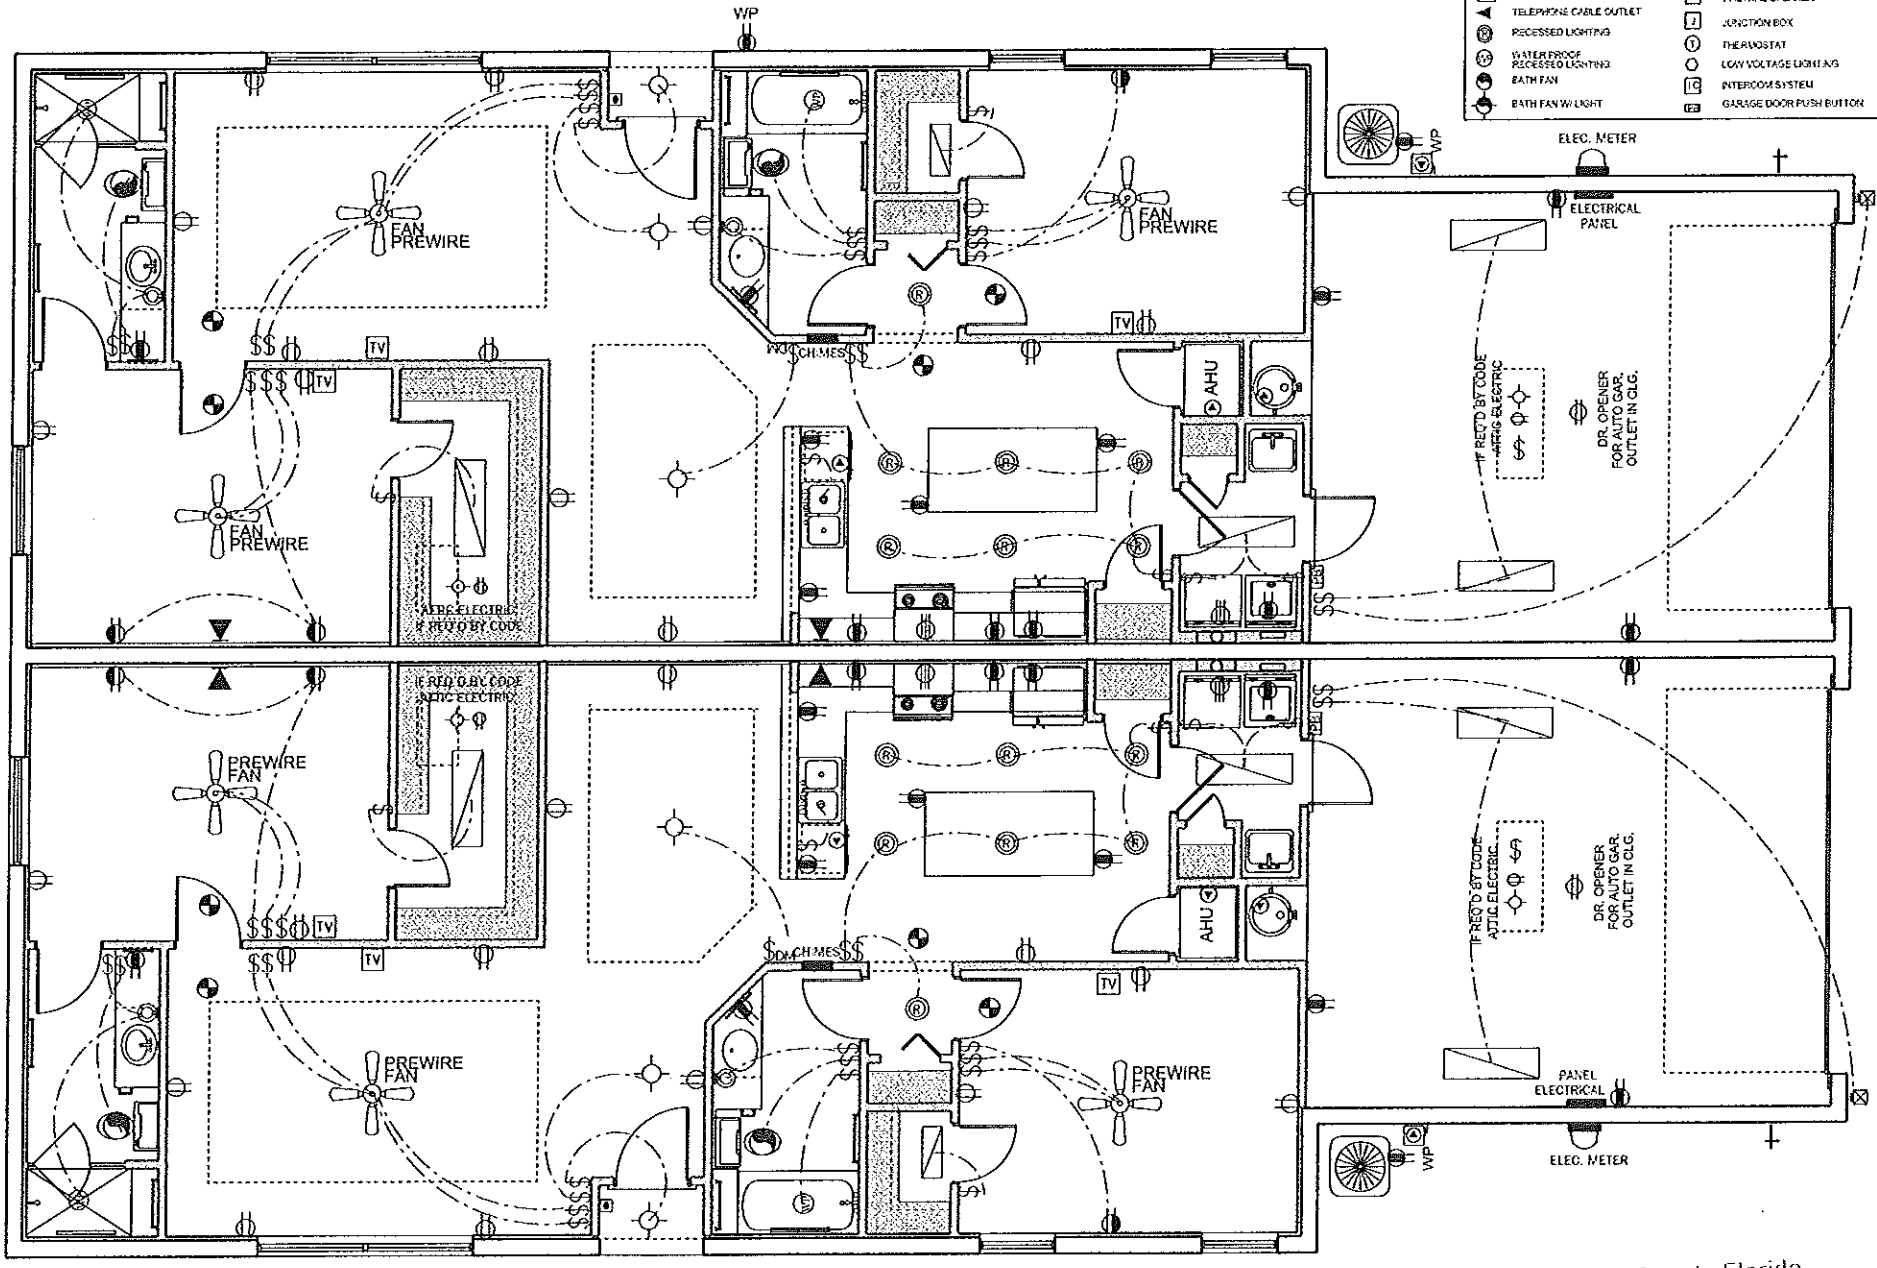 WP
TELEPHONE CABLE OUTLET
RECESSED LIGHTING
WATER PROOF
RECESSED LIGHTING
BATH FAN
BATH FAN W/ LIGHT
J
JUNCTION BOX
T
THERMOSTAT
LOW VOLTAGE LIGHTING
INTERCOM SYSTEM
GARAGE DOOR PUSH BUTTON
ELEC. METER
WP
ELECTRICAL
PANEL
FAN
PREWIRE
FAN
PREWIRE
TV
TV
TV
CHIMES
R
AHU
IF REQ'D BY CODE
DR. OPENER
FOR AUTO GAR.
OUTLET IN CLG.
FAN
PREWIRE
R
R
R
R
R
R
IF REQ'D BY CODE
IF REQ'D BY CODE
ATTIC ELECTRIC
PREWIRE
FAN
R
R
R
R
R
R
IF REQ'D BY CODE
ATTIC ELECTRIC
DR. OPENER
FOR AUTO GAR.
OUTLET IN CLG.
AHU
TV
TV
TV
DM
CHIMES
R
PREWIRE
FAN
PREWIRE
FAN
PANEL
ELECTRICAL
WP
ELEC. METER
Florida